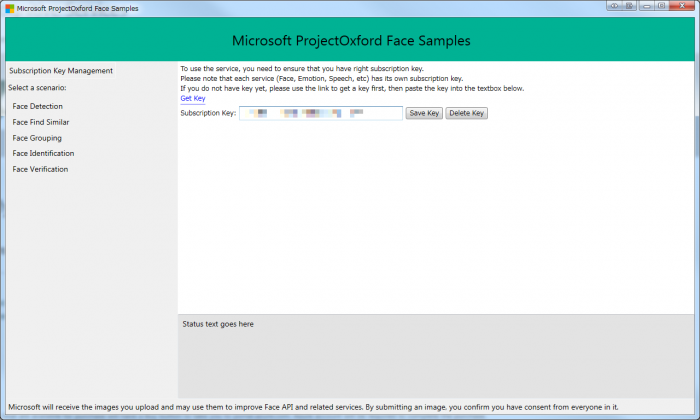 Microsoft ProjectOxford Face Samples
Microsoft ProjectOxford Face Samples
Subscription Key Management
Select a scenario:
Face Detection
Face Find Similar
Face Grouping
Face Identification
Face Verification
To use the service, you need to ensure that you have right subscription key.
Please note that each service (Face, Emotion, Speech, etc) has its own subscription key.
If you do not have key yet, please use the link to get a key first, then paste the key into the textbox below.
Get Key
Subscription Key: Save Key Delete Key
Status text goes here
Microsoft will receive the images you upload and may use them to improve Face API and related services. By submitting an image, you confirm you have consent from everyone in it.